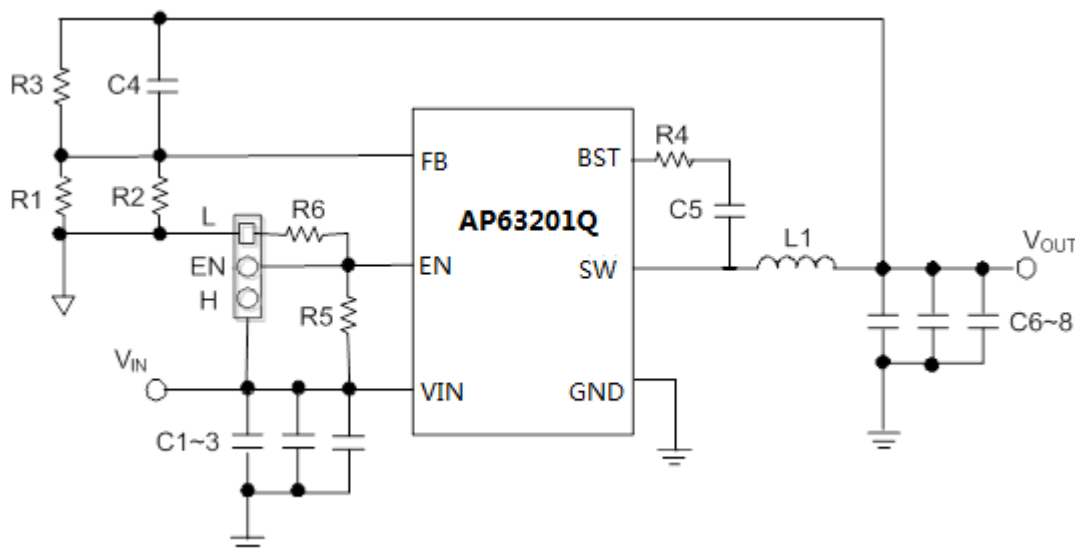 R3
C4
R4
FB
BST
R1
R2
L
R6
C5
AP63201Q
L1
VOUT
EN
EN
SW
H
R5
C6~8
VIN
VIN
GND
C1~3